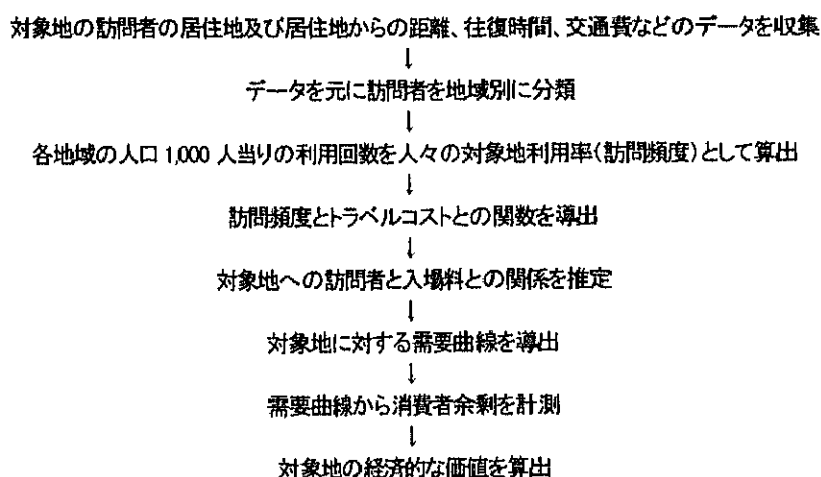 対象地の訪問者の居住地及び居住地からの距離、往復時間、交通費などのデータを収集
↓
データを元に訪問者を地域別に分類
↓
各地域の人口 1,000 人当りの利用回数を人々の対象地利用率(訪問頻度)として算出
↓
訪問頻度とトラベルコストとの関数を導出
↓
対象地への訪問者と入場料との関係を推定
↓
対象地に対する需要曲線を導出
↓
需要曲線から消費者余剰を計測
↓
対象地の経済的な価値を算出